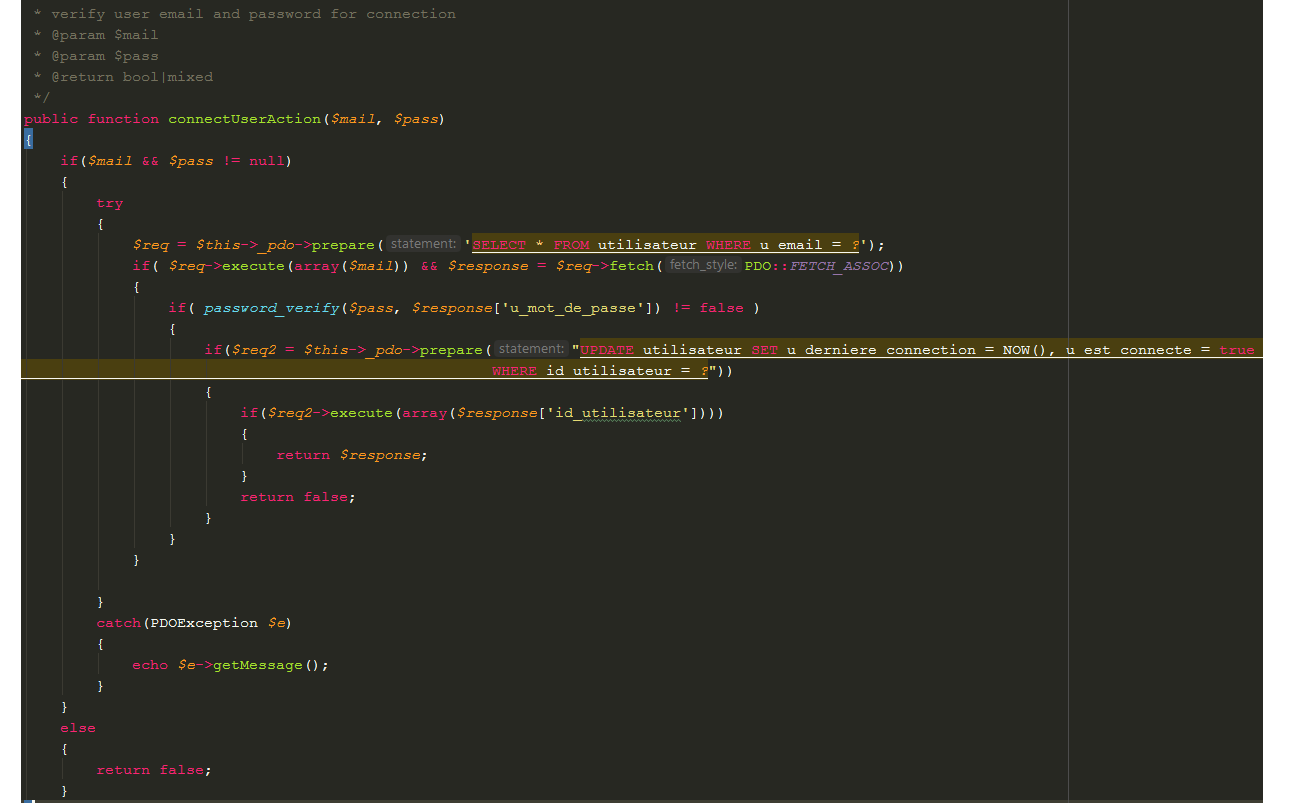 * verify user email and password for connection
* @param $mail
* @param $pass
* @return bool|mixed
*/
public function connectUserAction($mail, $pass)
{
if($mail && $pass != null)
{
try
{
$req = $this->_pdo->prepare( statement: 'SELECT * FROM utilisateur WHERE u_email = ?');
if( $req->execute(array($mail)) && $response = $req->fetch( fetch_style: PDO::FETCH_ASSOC))
{
if( password_verify($pass, $response['u_mot_de_passe']) != false )
{
if($req2 = $this->_pdo->prepare( statement: "UPDATE utilisateur SET u_derniere_connection = NOW(), u_est_connecte = true
WHERE id_utilisateur = ?"))
{
if($req2->execute(array($response['id_utilisateur'])))
{
return $response;
}
return false;
}
}
}
}
catch(PDOException $e)
{
echo $e->getMessage();
}
}
else
{
return false;
}